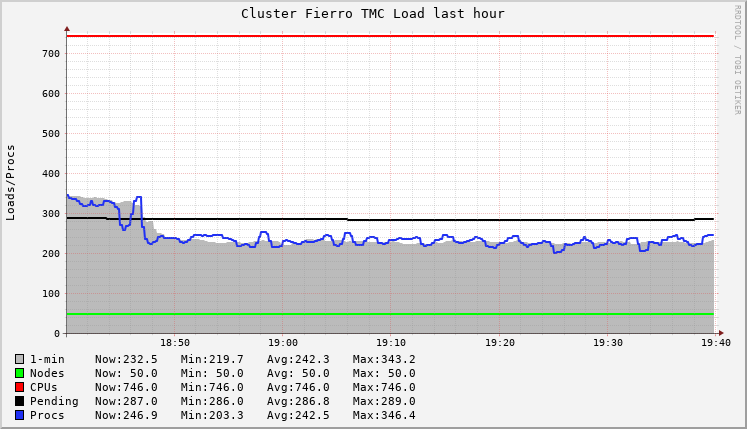 Cluster Fierro TMC Load last hour
RRDTOOL / TOBI OETIKER
Loads/Procs
700
600
500
400
300
200
100
0
18:50 19:00 19:10 19:20 19:30 19:40
1-min Now:232.5 Min:219.7 Avg:242.3 Max:343.2
Nodes Now: 50.0 Min: 50.0 Avg: 50.0 Max: 50.0
CPUs Now:746.0 Min:746.0 Avg:746.0 Max:746.0
Pending Now:287.0 Min:286.0 Avg:286.8 Max:289.0
Procs Now:246.9 Min:203.3 Avg:242.5 Max:346.4